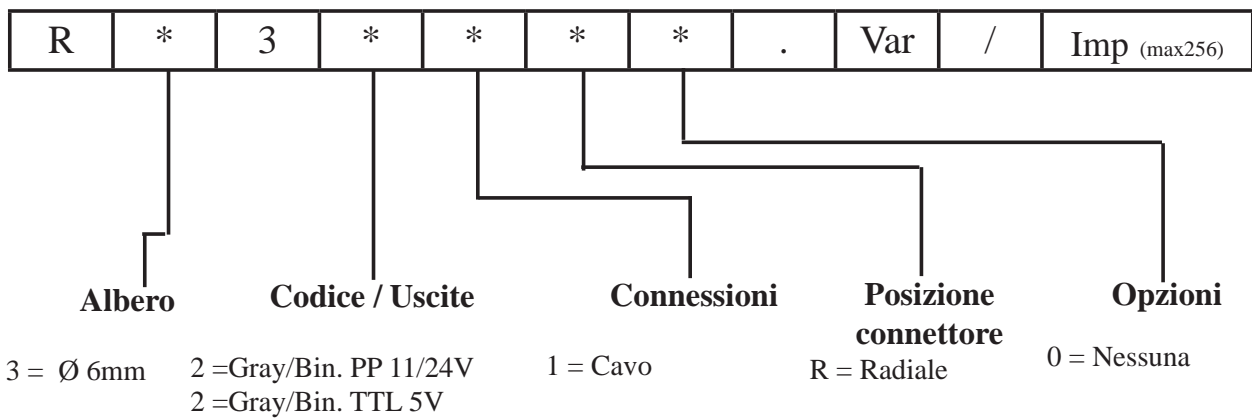 R * 3 * * * * . Var / Imp (max256)
Albero Codice / Uscite Connessioni Posizione connettore Opzioni
3 = Ø 6mm
2 =Gray/Bin. PP 11/24V
2 =Gray/Bin. TTL 5V
1 = Cavo
R = Radiale
0 = Nessuna